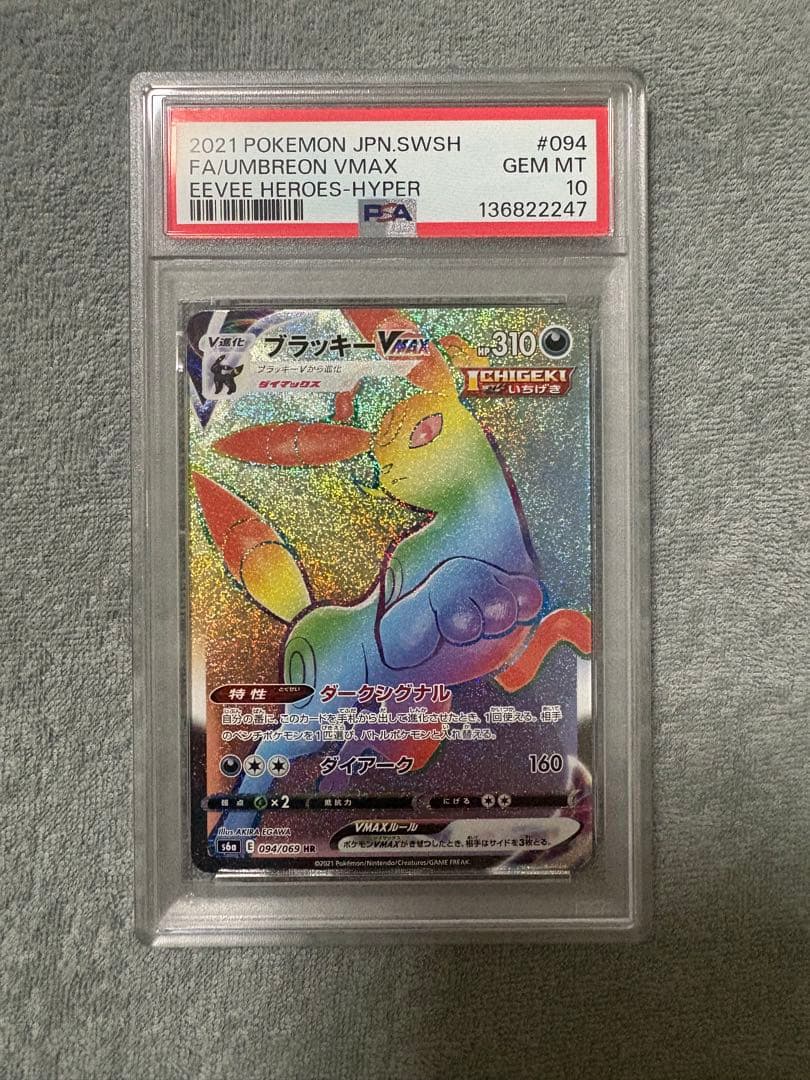 2021 POKEMON JPN.SWSH #094
FA/UMBREON VMAX GEM MT
EEVEE HEROES-HYPER 10
PSA 136822247
V進化 ブラッキーVMAX HP310
ブラッキーVから進化
ダイマックス
ICHIGEKI
いちげき
特性 とくせい ダークシグナル
自分の番に、このカードを手札から出して進化させたとき、1回使える。相手
のベンチポケモンを1匹選び、バトルポケモンと入れ替える。
ダイアーク 160
弱点 ×2 抵抗力 にげる
Illus. AKIRA EGAWA
VMAXルール
s6a E 094/069 HR
ポケモンVMAXがきぜつしたとき、相手はサイドを3枚とる。
©2021 Pokémon/Nintendo/Creatures/GAME FREAK.